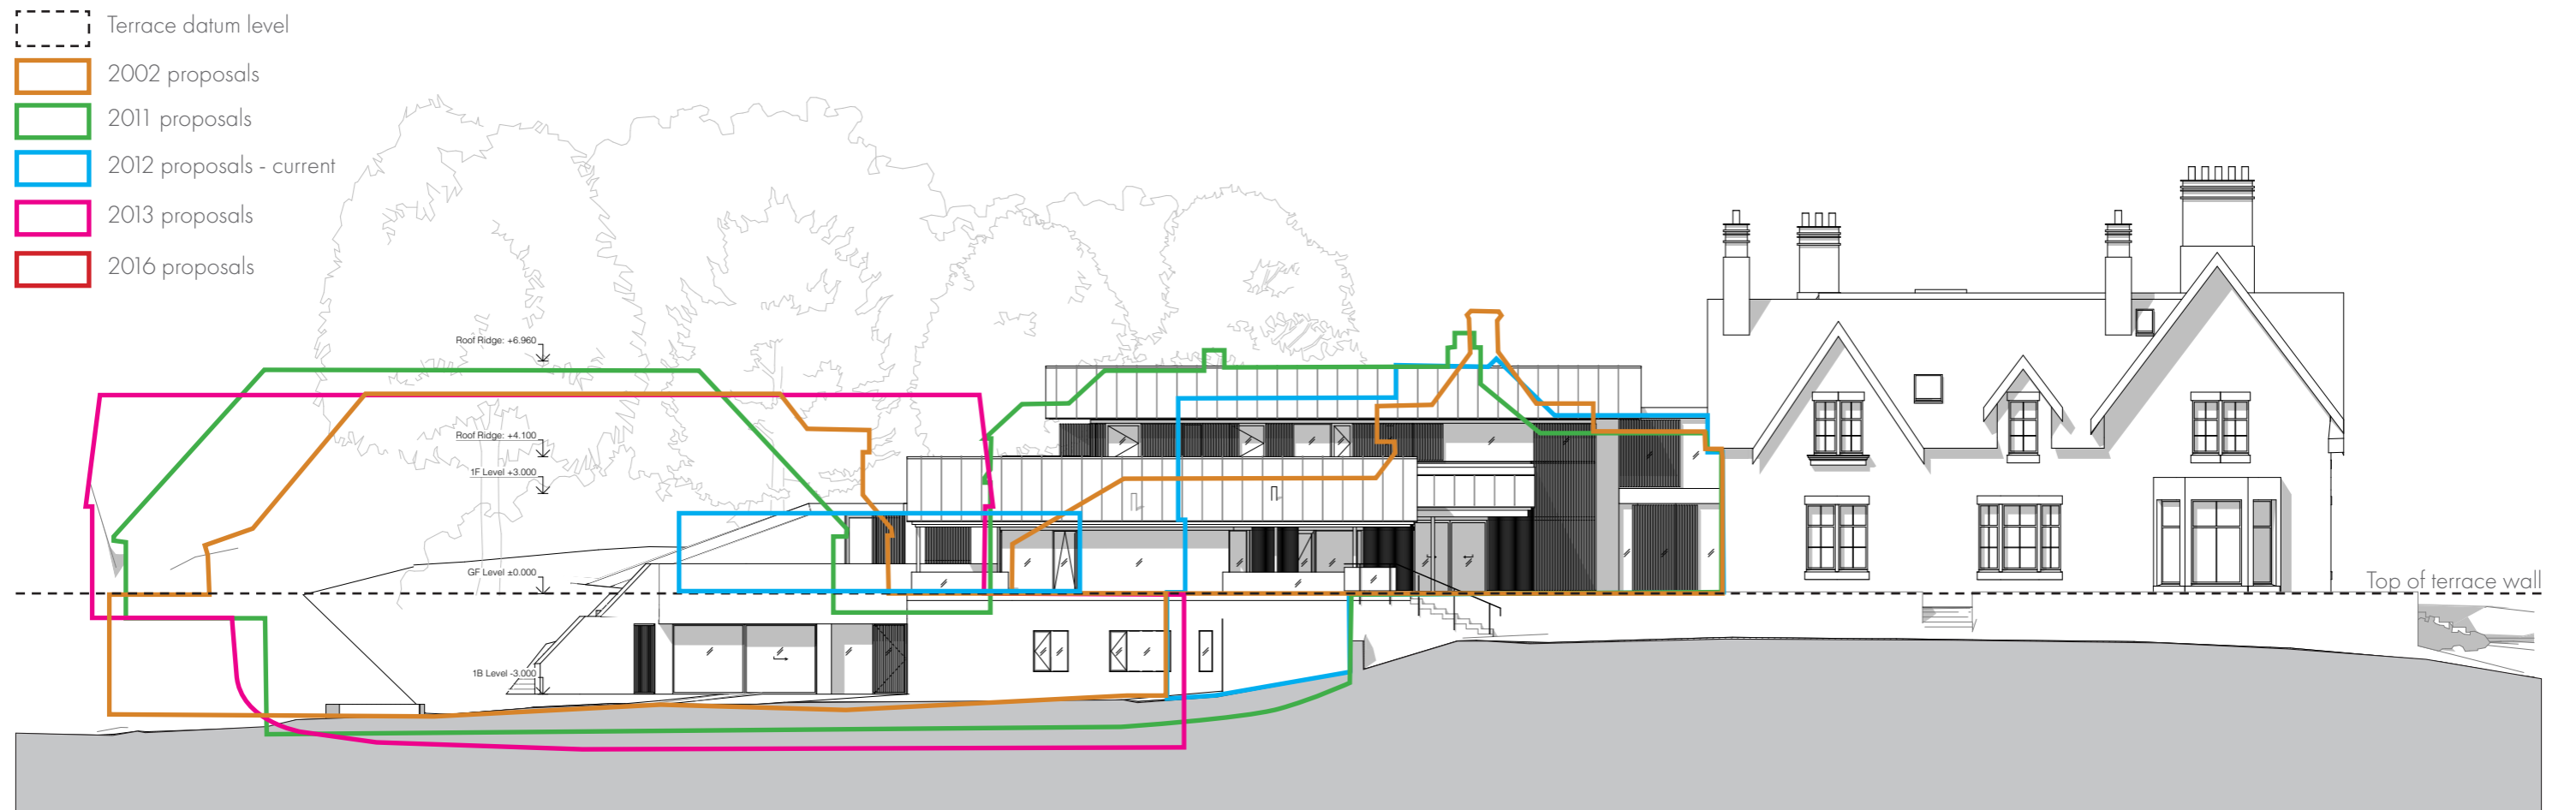 Terrace datum level
2002 proposals
2011 proposals
2012 proposals - current
2013 proposals
2016 proposals
Roof Ridge: +6.960
Roof Ridge: +4.100
1F Level +3.000
GF Level ±0.000
Top of terrace wall
1B Level -3.000